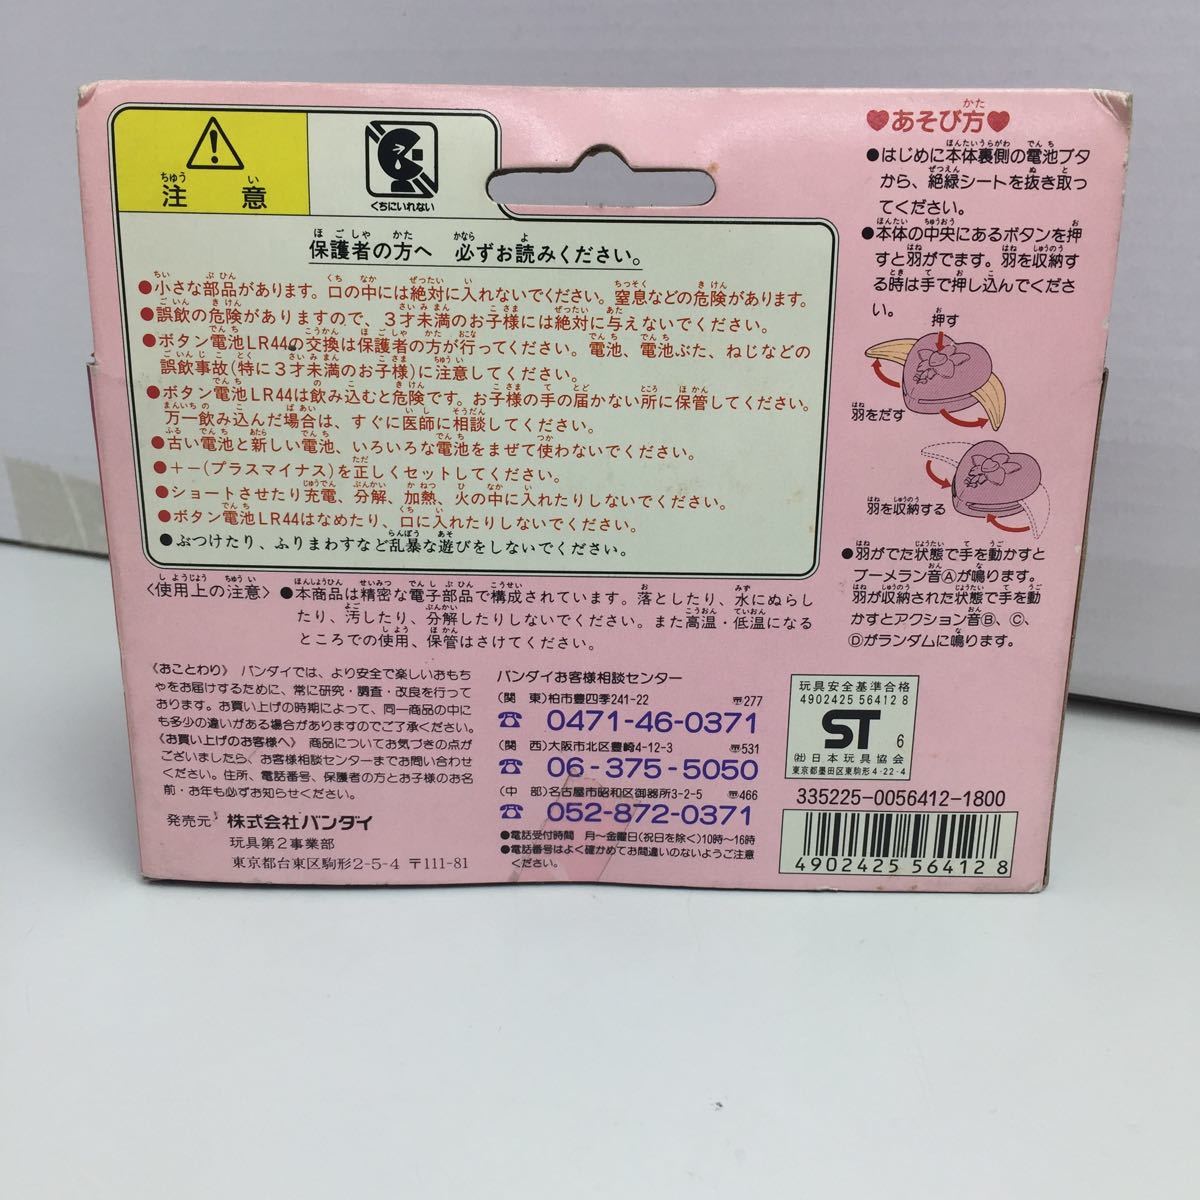 注意
くちにいれない
保護者の方へ 必ずお読みください。
●小さな部品があります。口の中には絶対に入れないでください。窒息などの危険があります。
●誤飲の危険がありますので、3才未満のお子様には絶対に与えないでください。
●ボタン電池LR44の交換は保護者の方が行ってください。電池、電池ぶた、ねじなどの
誤飲事故(特に3才未満のお子様)に注意してください。
●ボタン電池LR44は飲み込むと危険です。お子様の手の届かない所に保管してください。
万一飲み込んだ場合は、すぐに医師に相談してください。
●古い電池と新しい電池、いろいろな電池をまぜて使わないでください。
●+−(プラスマイナス)を正しくセットしてください。
●ショートさせたり充電、分解、加熱、火の中に入れたりしないでください。
●ボタン電池LR44はなめたり、口に入れたりしないでください。
●ぶつけたり、ふりまわすなど乱暴な遊びをしないでください。
〈使用上の注意〉●本商品は精密な電子部品で構成されています。落としたり、水にぬらし
たり、汚したり、分解したりしないでください。また高温・低温になる
ところでの使用、保管はさけてください。
《おことわり》バンダイでは、より安全で楽しいおもち
ゃをお届けするために、常に研究・調査・改良を行って
おります。お買い上げの時期によって、同一商品の中に
も多少の違いがある場合がありますのでご了承ください。
《お買い上げのお客様へ》商品についてお気づきの点が
ございましたら、お客様相談センターまでお問い合わせ
ください。住所、電話番号、保護者の方とお子様のお名
前・お年も必ずお知らせください。
発売元 株式会社バンダイ
玩具第2事業部
東京都台東区駒形2-5-4 〒111-81
バンダイお客様相談センター
(関 東)柏市豊四季241-22 〒277
☎ 0471-46-0371
(関 西)大阪市北区豊崎4-12-3 〒531
☎ 06-375-5050
(中 部)名古屋市昭和区御器所3-2-5 〒466
☎ 052-872-0371
●電話受付時間 月〜金曜日(祝日を除く)10時〜16時
●電話番号はよく確かめてお間違いのないようご注意
ください。
♥あそび方♥
●はじめに本体裏側の電池ブタ
から、絶縁シートを抜き取っ
てください。
●本体の中央にあるボタンを押
すと羽がでます。羽を収納す
る時は手で押し込んでくださ
い。
押す
羽をだす
羽を収納する
●羽がでた状態で手を動かすと
ブーメラン音Ⓐが鳴ります。
羽が収納された状態で手を動
かすとアクション音Ⓑ、Ⓒ、
Ⓓがランダムに鳴ります。
玩具安全基準合格
4902425 56412 8
ST 6
(社)日本玩具協会
東京都墨田区東駒形4-22-4
335225-0056412-1800
4902425 564128